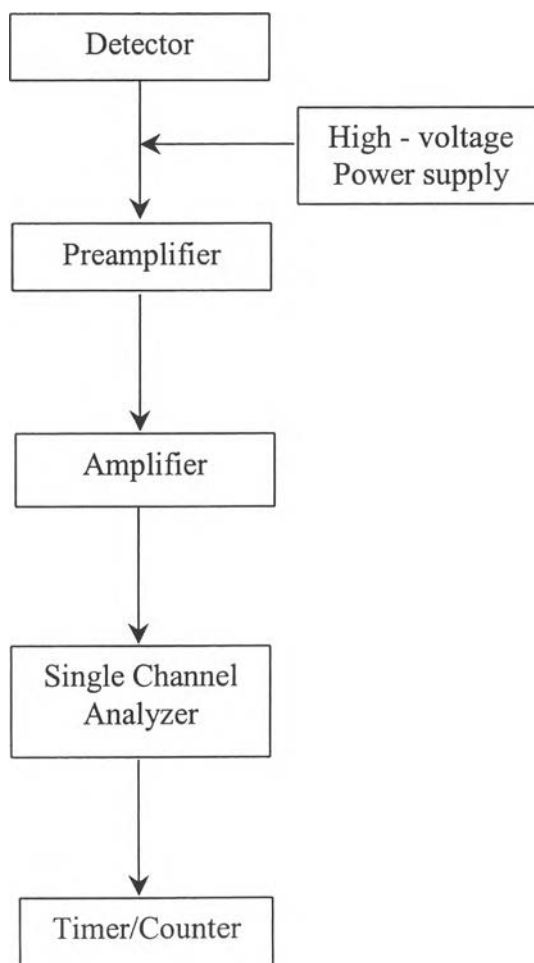 Detector
High - voltage
Power supply
Preamplifier
Amplifier
Single Channel
Analyzer
Timer/Counter